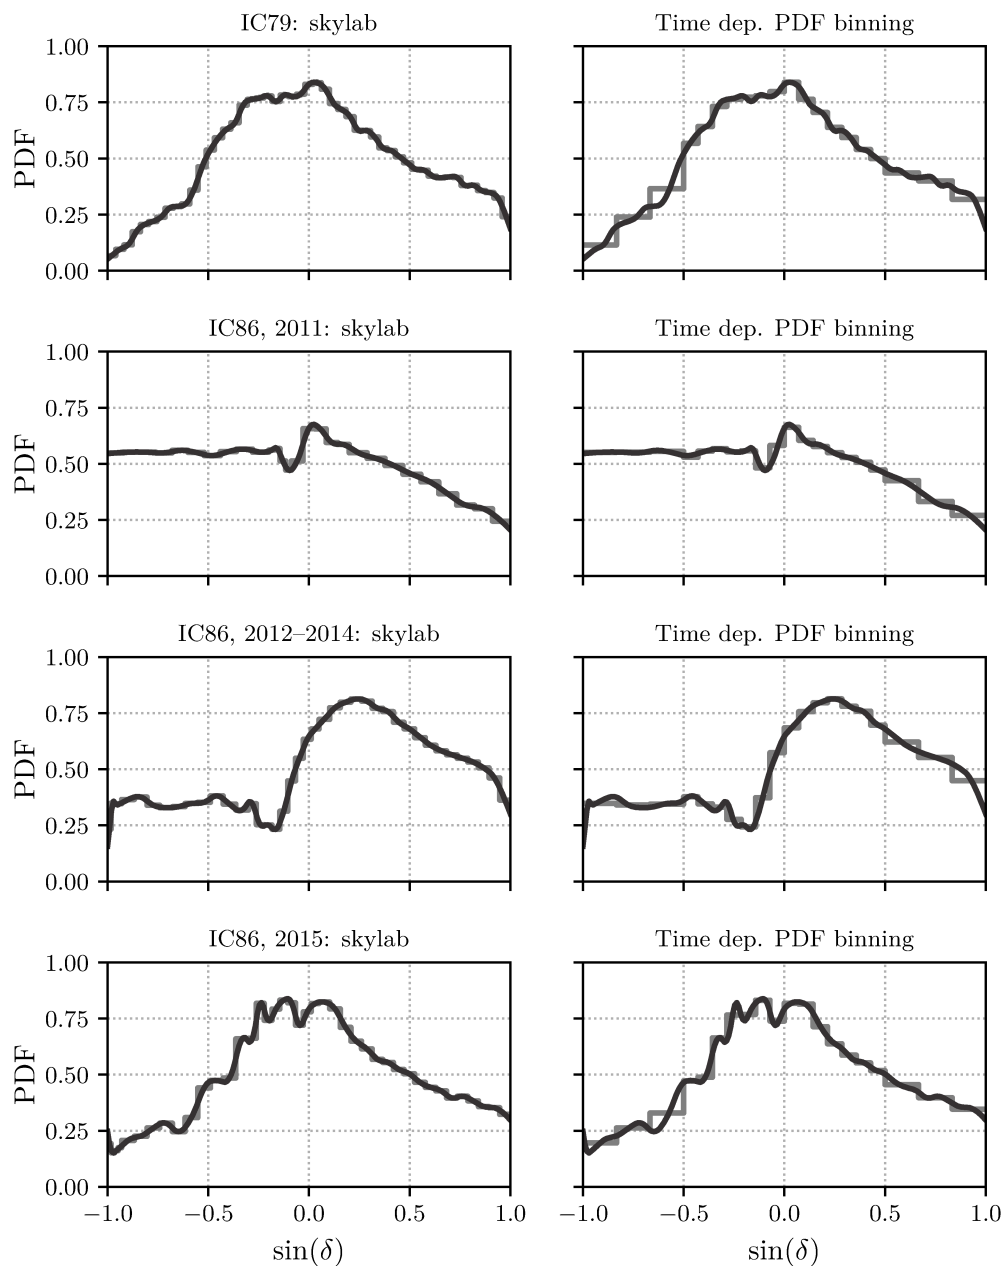 IC79: skylab
Time dep. PDF binning
1.00
0.75
0.50
0.25
0.00
PDF
IC86, 2011: skylab
Time dep. PDF binning
1.00
0.75
0.50
0.25
0.00
PDF
IC86, 2012–2014: skylab
Time dep. PDF binning
1.00
0.75
0.50
0.25
0.00
PDF
IC86, 2015: skylab
Time dep. PDF binning
1.00
0.75
0.50
0.25
0.00
PDF
−1.0 −0.5 0.0 0.5 1.0
sin(δ)
−1.0 −0.5 0.0 0.5 1.0
sin(δ)